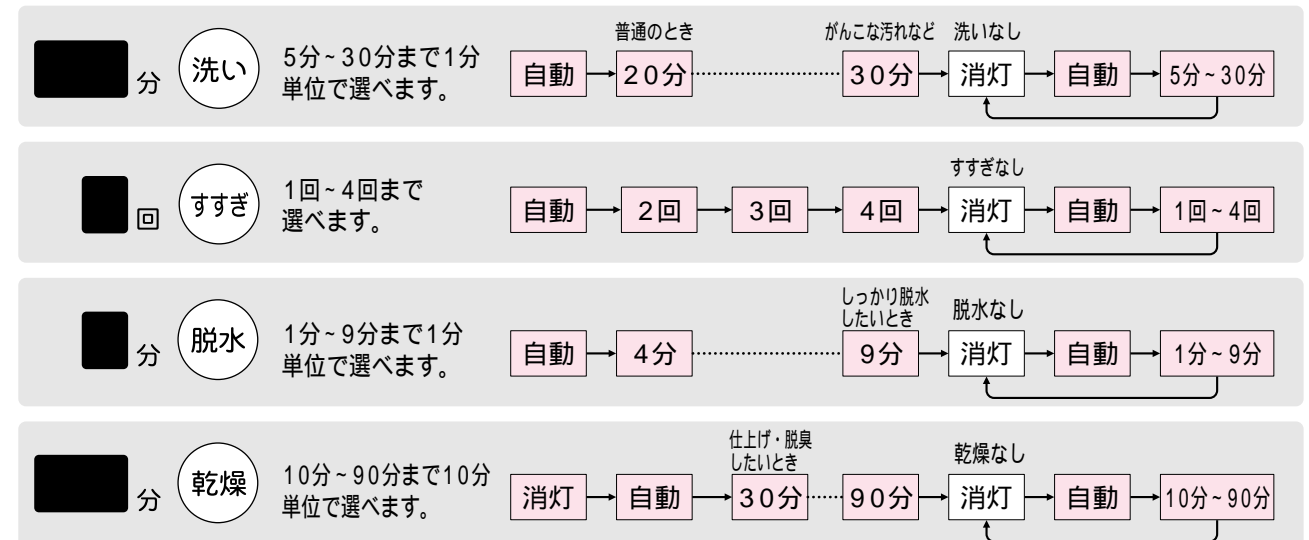 普通のとき
がんこな汚れなど
洗いなし
分
洗い
5分~30分まで1分
単位で選べます。
自動
20分
30分
消灯
自動
5分~30分
すすぎなし
回
すすぎ
1回~4回まで
選べます。
自動
2回
3回
4回
消灯
自動
1回~4回
しっかり脱水
したいとき
脱水なし
分
脱水
1分~9分まで1分
単位で選べます。
自動
4分
9分
消灯
自動
1分~9分
仕上げ・脱臭
したいとき
乾燥なし
分
乾燥
10分~90分まで10分
単位で選べます。
消灯
自動
30分
90分
消灯
自動
10分~90分